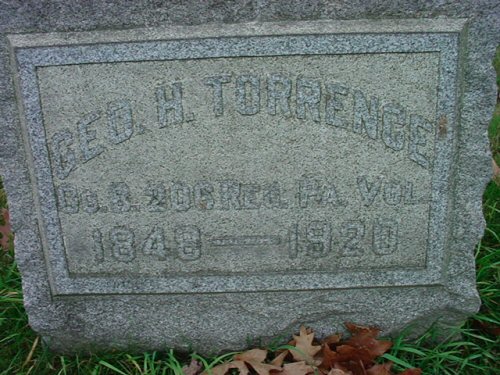 GEO. H. TORRENCE
CO. B. 206 REG. PA. VOL.
1848 — 1920